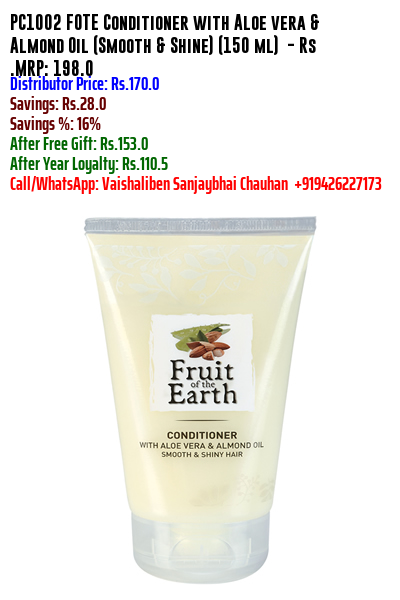 PC1002 FOTE Conditioner with Aloe vera &
Almond Oil (Smooth & Shine) (150 ml) - Rs
.MRP: 198.0
Distributor Price: Rs.170.0
Savings: Rs.28.0
Savings %: 16%
After Free Gift: Rs.153.0
After Year Loyalty: Rs.110.5
Call/WhatsApp: Vaishaliben Sanjaybhai Chauhan +919426227173
Fruit
of the
Earth
CONDITIONER
WITH ALOE VERA & ALMOND OIL
SMOOTH & SHINY HAIR